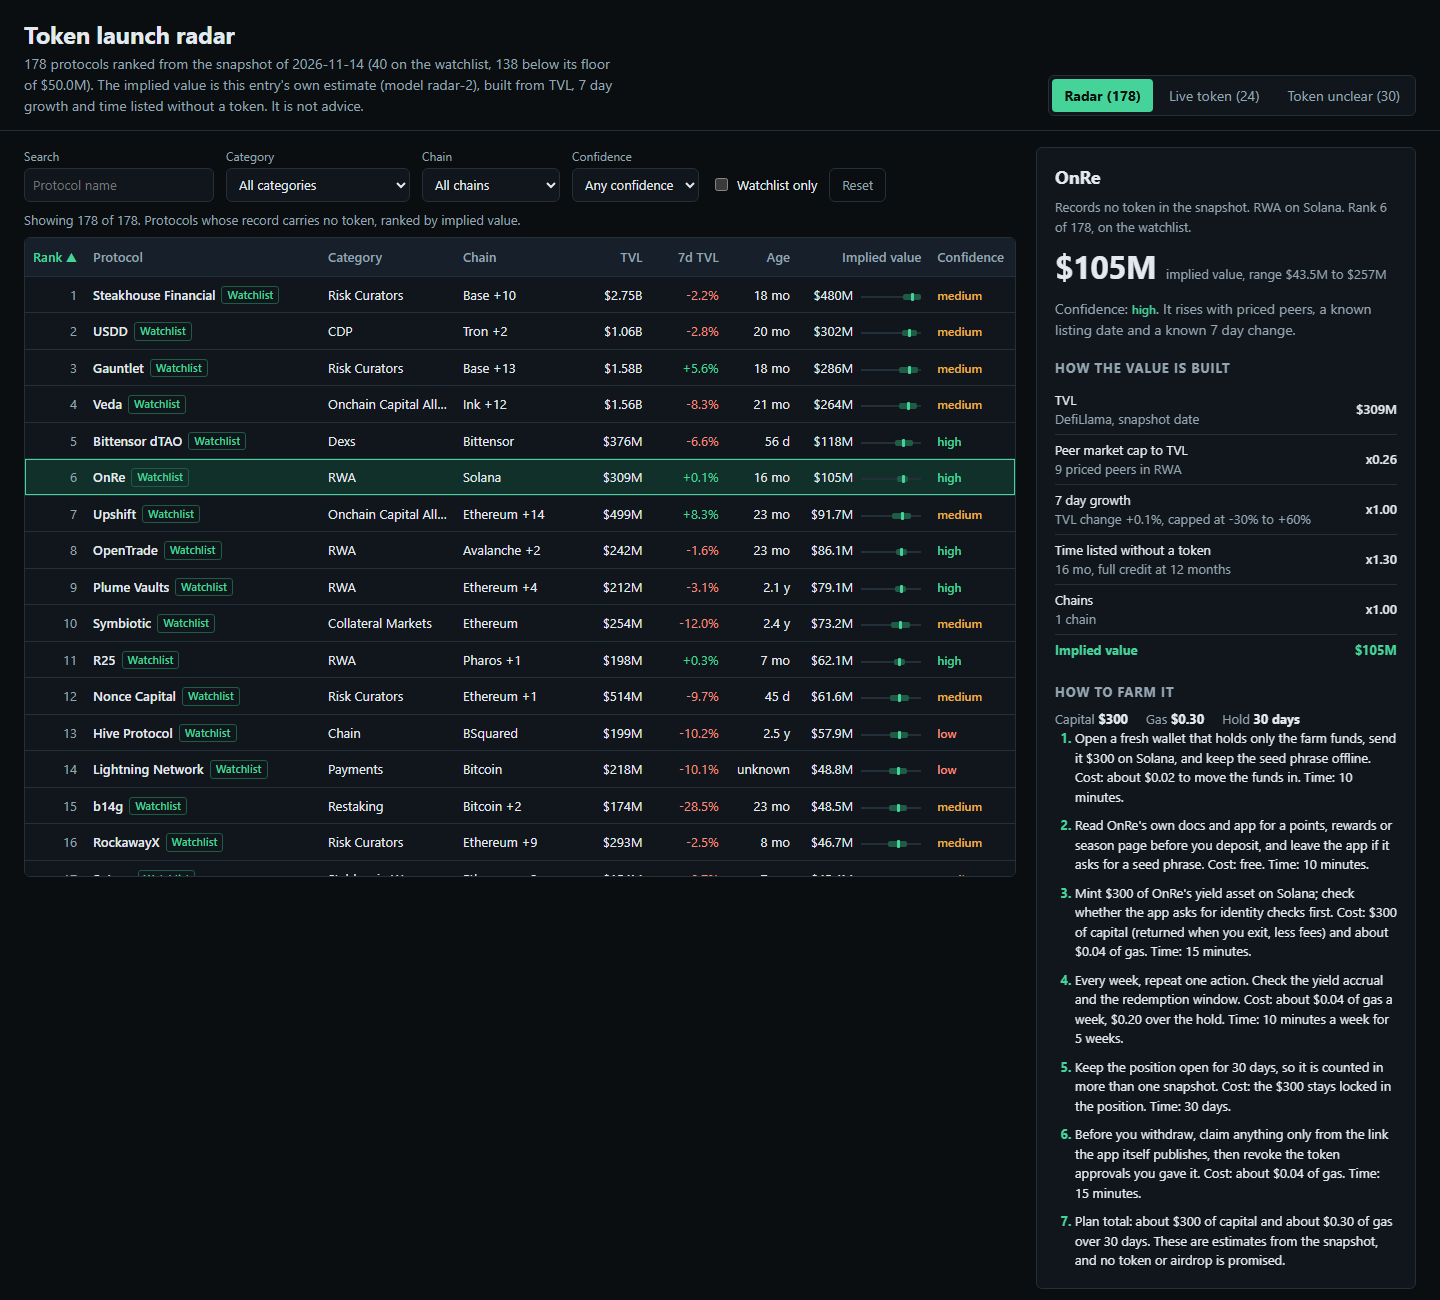 Token launch radar
178 protocols ranked from the snapshot of 2026-11-14 (40 on the watchlist, 138 below its floor
of $50.0M). The implied value is this entry's own estimate (model radar-2), built from TVL, 7 day
growth and time listed without a token. It is not advice.
Radar (178) Live token (24) Token unclear (30)
Search Category Chain Confidence
Protocol name All categories All chains Any confidence Watchlist only Reset
Showing 178 of 178. Protocols whose record carries no token, ranked by implied value.
Rank ▲ Protocol Category Chain TVL 7d TVL Age Implied value Confidence
1 Steakhouse Financial Watchlist Risk Curators Base +10 $2.75B -2.2% 18 mo $480M medium
2 USDD Watchlist CDP Tron +2 $1.06B -2.8% 20 mo $302M medium
3 Gauntlet Watchlist Risk Curators Base +13 $1.58B +5.6% 18 mo $286M medium
4 Veda Watchlist Onchain Capital All... Ink +12 $1.56B -8.3% 21 mo $264M medium
5 Bittensor dTAO Watchlist Dexs Bittensor $376M -6.6% 56 d $118M high
6 OnRe Watchlist RWA Solana $309M +0.1% 16 mo $105M high
7 Upshift Watchlist Onchain Capital All... Ethereum +14 $499M +8.3% 23 mo $91.7M medium
8 OpenTrade Watchlist RWA Avalanche +2 $242M -1.6% 23 mo $86.1M high
9 Plume Vaults Watchlist RWA Ethereum +4 $212M -3.1% 2.1 y $79.1M high
10 Symbiotic Watchlist Collateral Markets Ethereum $254M -12.0% 2.4 y $73.2M medium
11 R25 Watchlist RWA Pharos +1 $198M +0.3% 7 mo $62.1M high
12 Nonce Capital Watchlist Risk Curators Ethereum +1 $514M -9.7% 45 d $61.6M medium
13 Hive Protocol Watchlist Chain BSquared $199M -10.2% 2.5 y $57.9M low
14 Lightning Network Watchlist Payments Bitcoin $218M -10.1% unknown $48.8M low
15 b14g Watchlist Restaking Bitcoin +2 $174M -28.5% 23 mo $48.5M medium
16 RockawayX Watchlist Risk Curators Ethereum +9 $293M -2.5% 8 mo $46.7M medium
OnRe
Records no token in the snapshot. RWA on Solana. Rank 6
of 178, on the watchlist.
$105M implied value, range $43.5M to $257M
Confidence: high. It rises with priced peers, a known
listing date and a known 7 day change.
HOW THE VALUE IS BUILT
TVL
DefiLlama, snapshot date $309M
Peer market cap to TVL
9 priced peers in RWA x0.26
7 day growth
TVL change +0.1%, capped at -30% to +60% x1.00
Time listed without a token
16 mo, full credit at 12 months x1.30
Chains
1 chain x1.00
Implied value $105M
HOW TO FARM IT
Capital $300 Gas $0.30 Hold 30 days
1. Open a fresh wallet that holds only the farm funds, send
it $300 on Solana, and keep the seed phrase offline.
Cost: about $0.02 to move the funds in. Time: 10
minutes.
2. Read OnRe's own docs and app for a points, rewards or
season page before you deposit, and leave the app if it
asks for a seed phrase. Cost: free. Time: 10 minutes.
3. Mint $300 of OnRe's yield asset on Solana; check
whether the app asks for identity checks first. Cost: $300
of capital (returned when you exit, less fees) and about
$0.04 of gas. Time: 15 minutes.
4. Every week, repeat one action. Check the yield accrual
and the redemption window. Cost: about $0.04 of gas a
week, $0.20 over the hold. Time: 10 minutes a week for
5 weeks.
5. Keep the position open for 30 days, so it is counted in
more than one snapshot. Cost: the $300 stays locked in
the position. Time: 30 days.
6. Before you withdraw, claim anything only from the link
the app itself publishes, then revoke the token
approvals you gave it. Cost: about $0.04 of gas. Time:
15 minutes.
7. Plan total: about $300 of capital and about $0.30 of gas
over 30 days. These are estimates from the snapshot,
and no token or airdrop is promised.